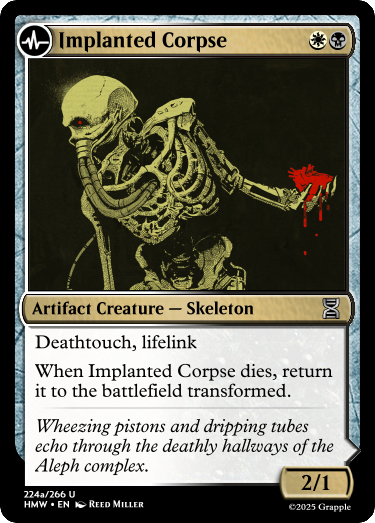 Implanted Corpse
Artifact Creature — Skeleton
Deathtouch, lifelink
When Implanted Corpse dies, return
it to the battlefield transformed.
Wheezing pistons and dripping tubes
echo through the deathly hallways of the
Aleph complex.
2/1
224a/266 U
HMW • EN Reed Miller
©2025 Grapple